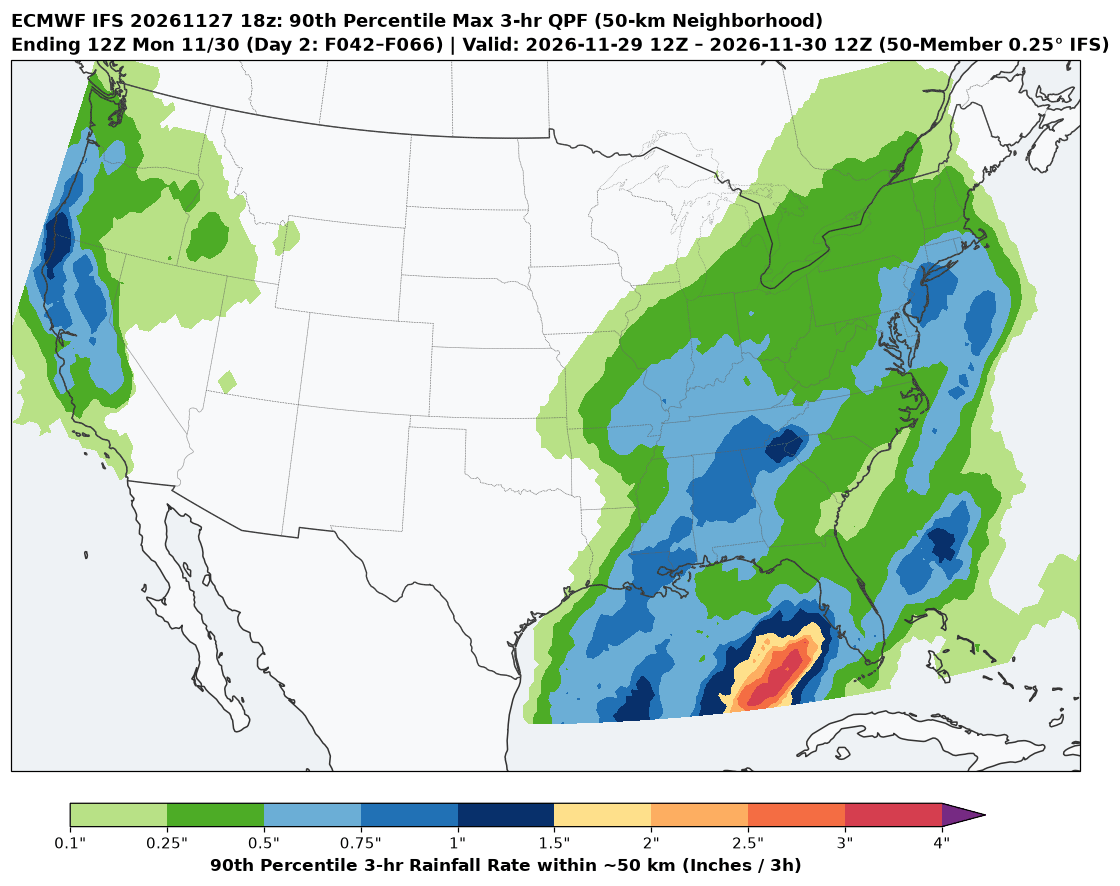 ECMWF IFS 20261127 18z: 90th Percentile Max 3-hr QPF (50-km Neighborhood)
Ending 12Z Mon 11/30 (Day 2: F042–F066) | Valid: 2026-11-29 12Z – 2026-11-30 12Z (50-Member 0.25° IFS)
0.1" 0.25" 0.5" 0.75" 1" 1.5" 2" 2.5" 3" 4"
90th Percentile 3-hr Rainfall Rate within ~50 km (Inches / 3h)